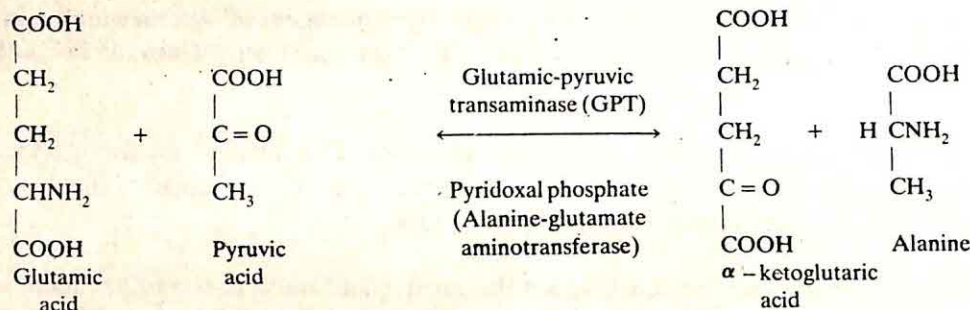 COOH
CH₂
CH₂
CHNH₂
COOH
Glutamic
acid
+
COOH
C = O
CH₃
Pyruvic
acid
Glutamic-pyruvic
transaminase (GPT)
Pyridoxal phosphate
(Alanine-glutamate
aminotransferase)
COOH
CH₂
CH₂
C = O
COOH
α – ketoglutaric
acid
+
COOH
H CNH₂
CH₃
Alanine